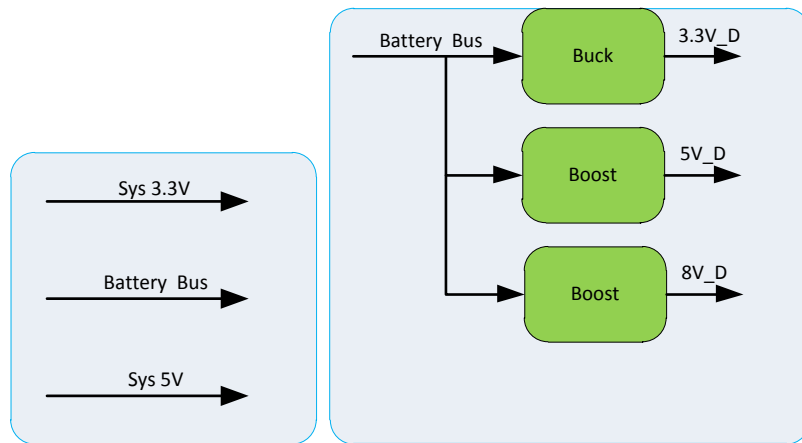 Sys 3.3V
Battery Bus
Sys 5V
Battery Bus
Buck
3.3V_D
Boost
5V_D
Boost
8V_D